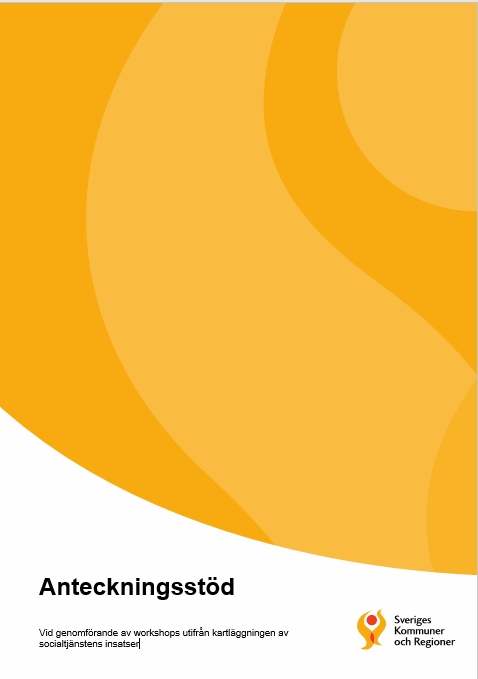 Anteckningsstöd
Vid genomförande av workshops utifrån kartläggningen av
socialtjänstens insatser
Sveriges
Kommuner
och Regioner